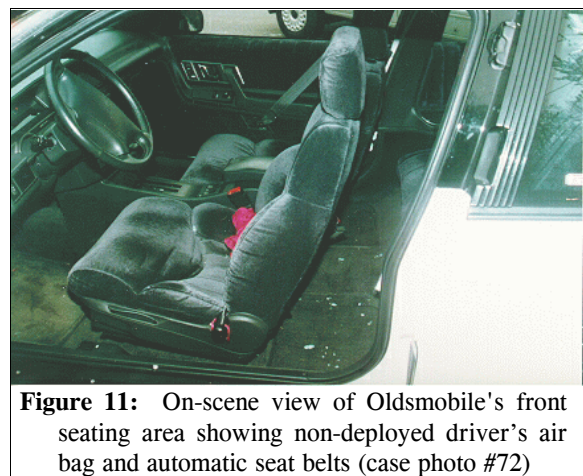 Figure 11: On-scene view of Oldsmobile's front
seating area showing non-deployed driver's air
bag and automatic seat belts (case photo #72)